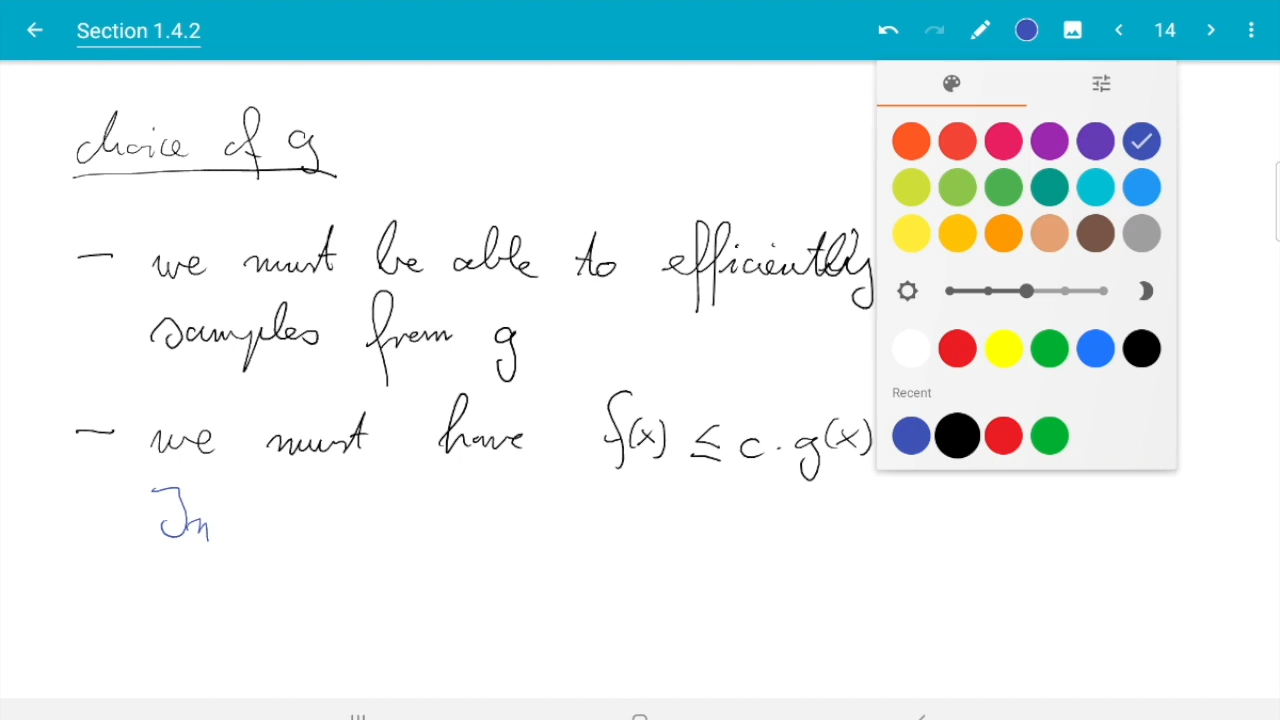 Section 1.4.2
14
choice of g
- we must be able to efficiently
samples from g
- we must have f(x) ≤ c · g(x)
In
Recent